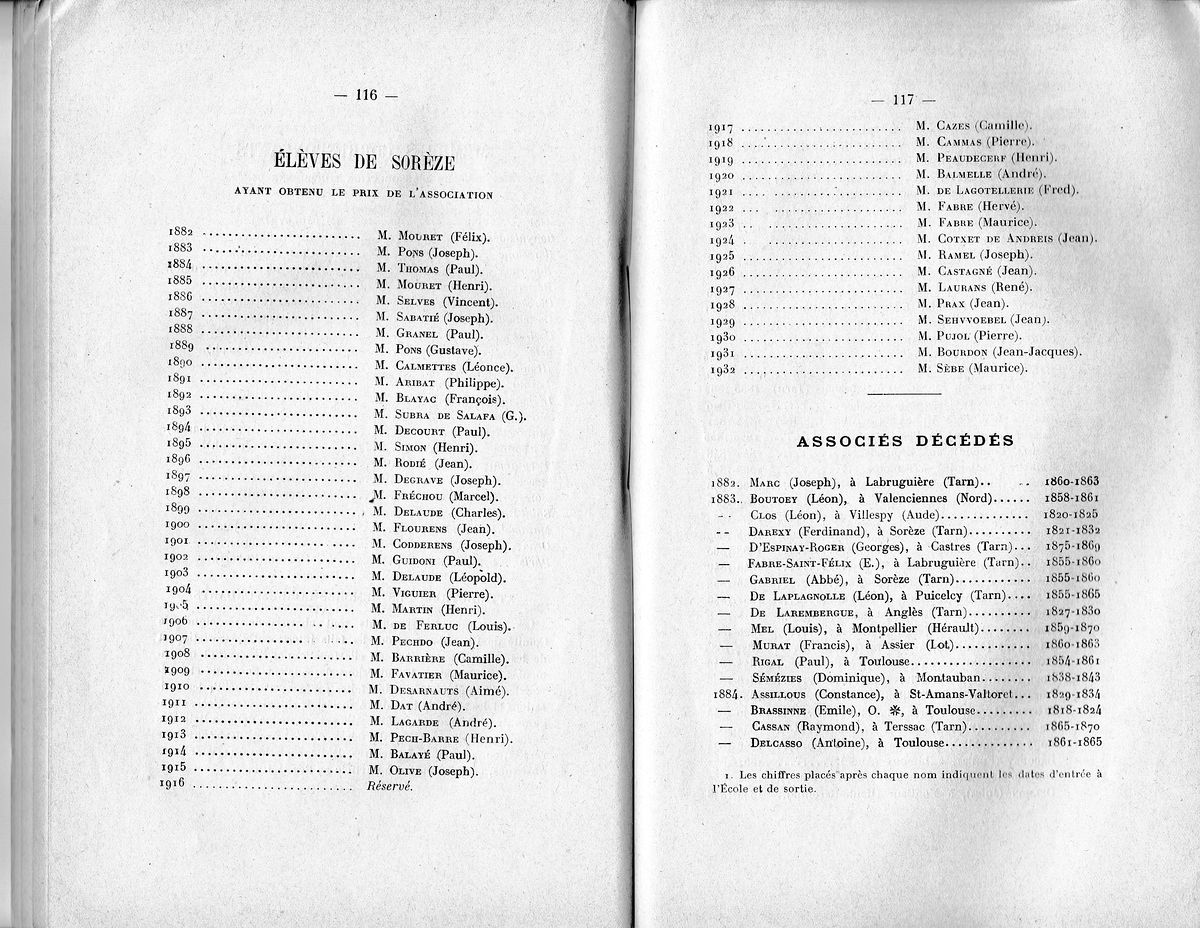 — 116 —
ÉLÈVES DE SORÈZE
AYANT OBTENU LE PRIX DE L'ASSOCIATION
1882 ........................ M. MOURET (Félix).
1883 ........................ M. PONS (Joseph).
1884 ........................ M. THOMAS (Paul).
1885 ........................ M. MOURET (Henri).
1886 ........................ M. SELVES (Vincent).
1887 ........................ M. SABATIÉ (Joseph).
1888 ........................ M. GRANEL (Paul).
1889 ........................ M. PONS (Gustave).
1890 ........................ M. CALMETTES (Léonce).
1891 ........................ M. ARIBAT (Philippe).
1892 ........................ M. BLAYAC (François).
1893 ........................ M. SUBRA DE SALAFA (G.).
1894 ........................ M. DECOURT (Paul).
1895 ........................ M. SIMON (Henri).
1896 ........................ M. RODIÉ (Jean).
1897 ........................ M. DEGRAVE (Joseph).
1898 ........................ M. FRÉCHOU (Marcel).
1899 ........................ M. DELAUDE (Charles).
1900 ........................ M. FLOURENS (Jean).
1901 ........................ M. CODDERENS (Joseph).
1902 ........................ M. GUIDONI (Paul).
1903 ........................ M. DELAUDE (Léopold).
1904 ........................ M. VIGUIER (Pierre).
1905 ........................ M. MARTIN (Henri).
1906 ........................ M. DE FERLUC (Louis).
1907 ........................ M. PECHDO (Jean).
1908 ........................ M. BARRIÈRE (Camille).
1909 ........................ M. FAVATIER (Maurice).
1910 ........................ M. DESARNAUTS (Aimé).
1911 ........................ M. DAT (André).
1912 ........................ M. LAGARDE (André).
1913 ........................ M. PECH-BARRE (Henri).
1914 ........................ M. BALAYÉ (Paul).
1915 ........................ M. OLIVE (Joseph).
1916 ........................ Réservé.
— 117 —
1917 ........................ M. CAZES (Camille).
1918 ........................ M. CAMMAS (Pierre).
1919 ........................ M. PEAUDECERF (Henri).
1920 ........................ M. BALMELLE (André).
1921 ........................ M. DE LAGOTELLERIE (Fred).
1922 ........................ M. FABRE (Hervé).
1923 ........................ M. FABRE (Maurice).
1924 ........................ M. COTXET DE ANDREIS (Jean).
1925 ........................ M. RAMEL (Joseph).
1926 ........................ M. CASTAGNÉ (Jean).
1927 ........................ M. LAURANS (René).
1928 ........................ M. PRAX (Jean).
1929 ........................ M. SEHVVOEBEL (Jean).
1930 ........................ M. PUJOL (Pierre).
1931 ........................ M. BOURDON (Jean-Jacques).
1932 ........................ M. SÈBE (Maurice).
ASSOCIÉS DÉCÉDÉS
1882. MARC (Joseph), à Labruguière (Tarn).. .. 1860-1863
1883. BOUTOEY (Léon), à Valenciennes (Nord)...... 1858-1861
-- CLOS (Léon), à Villespy (Aude).............. 1820-1825
-- DAREXY (Ferdinand), à Sorèze (Tarn)......... 1821-1832
— D'ESPINAY-ROGER (Georges), à Castres (Tarn)... 1875-1869
— FABRE-SAINT-FÉLIX (E.), à Labruguière (Tarn).. 1855-1860
— GABRIEL (Abbé), à Sorèze (Tarn)............ 1855-1860
— DE LAPLAGNOLLE (Léon), à Puicelcy (Tarn).... 1855-1865
— DE LAREMBERGUE, à Anglès (Tarn).......... 1827-1830
— MEL (Louis), à Montpellier (Hérault)........ 1859-1870
— MURAT (Francis), à Assier (Lot)............ 1860-1863
— RIGAL (Paul), à Toulouse................... 1854-1861
— SÉMÉZIES (Dominique), à Montauban........ 1838-1843
1884. ASSILLOUS (Constance), à St-Amans-Valtoret... 1829-1834
— BRASSINNE (Emile), O. ✻, à Toulouse......... 1818-1824
— CASSAN (Raymond), à Terssac (Tarn).......... 1865-1870
— DELCASSO (Antoine), à Toulouse............. 1861-1865
1. Les chiffres placés après chaque nom indiquent les dates d'entrée à
l'École et de sortie.